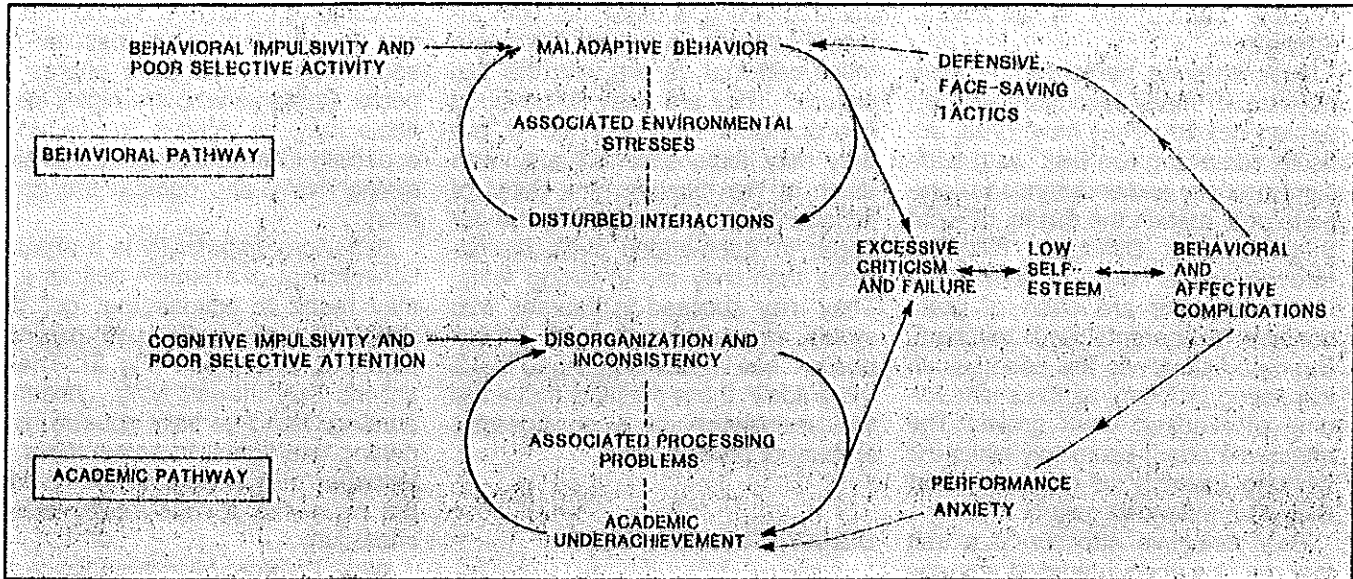 BEHAVIORAL IMPULSIVITY AND
POOR SELECTIVE ACTIVITY
MALADAPTIVE BEHAVIOR
DEFENSIVE,
FACE-SAVING
TACTICS
ASSOCIATED ENVIRONMENTAL
STRESSES
BEHAVIORAL PATHWAY
DISTURBED INTERACTIONS
EXCESSIVE
CRITICISM
AND FAILURE
LOW
SELF-
ESTEEM
BEHAVIORAL
AND
AFFECTIVE
COMPLICATIONS
COGNITIVE IMPULSIVITY AND
POOR SELECTIVE ATTENTION
DISORGANIZATION AND
INCONSISTENCY
ASSOCIATED PROCESSING
PROBLEMS
ACADEMIC PATHWAY
PERFORMANCE
ANXIETY
ACADEMIC
UNDERACHIEVEMENT